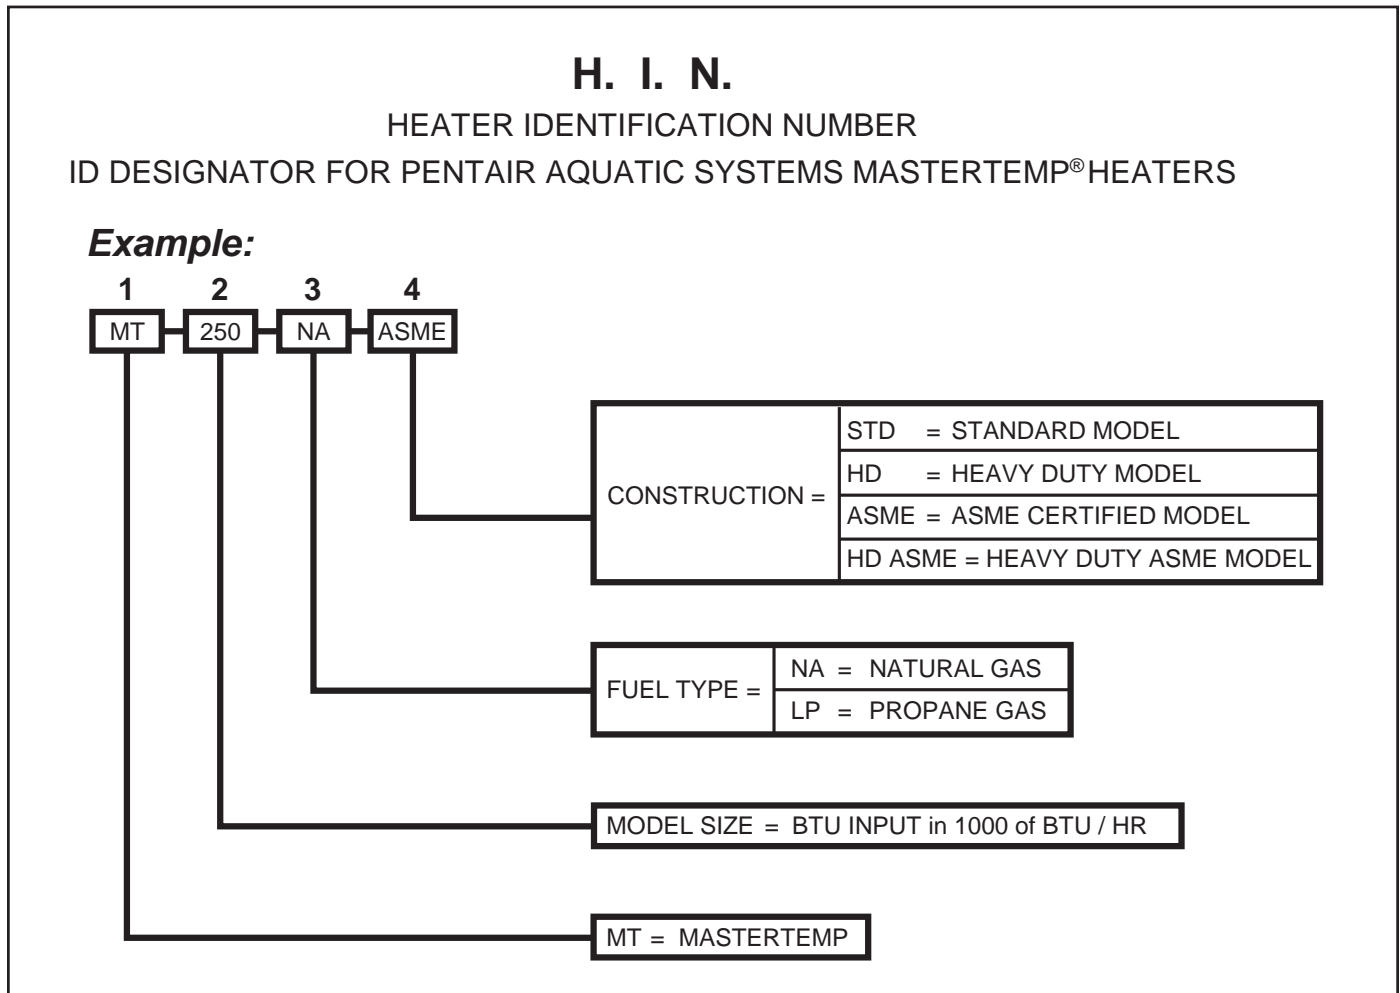 H. I. N.
HEATER IDENTIFICATION NUMBER
ID DESIGNATOR FOR PENTAIR AQUATIC SYSTEMS MASTERTEMP® HEATERS
Example:
1 2 3 4
MT 250 NA ASME
CONSTRUCTION =
STD = STANDARD MODEL
HD = HEAVY DUTY MODEL
ASME = ASME CERTIFIED MODEL
HD ASME = HEAVY DUTY ASME MODEL
FUEL TYPE =
NA = NATURAL GAS
LP = PROPANE GAS
MODEL SIZE = BTU INPUT in 1000 of BTU / HR
MT = MASTERTEMP